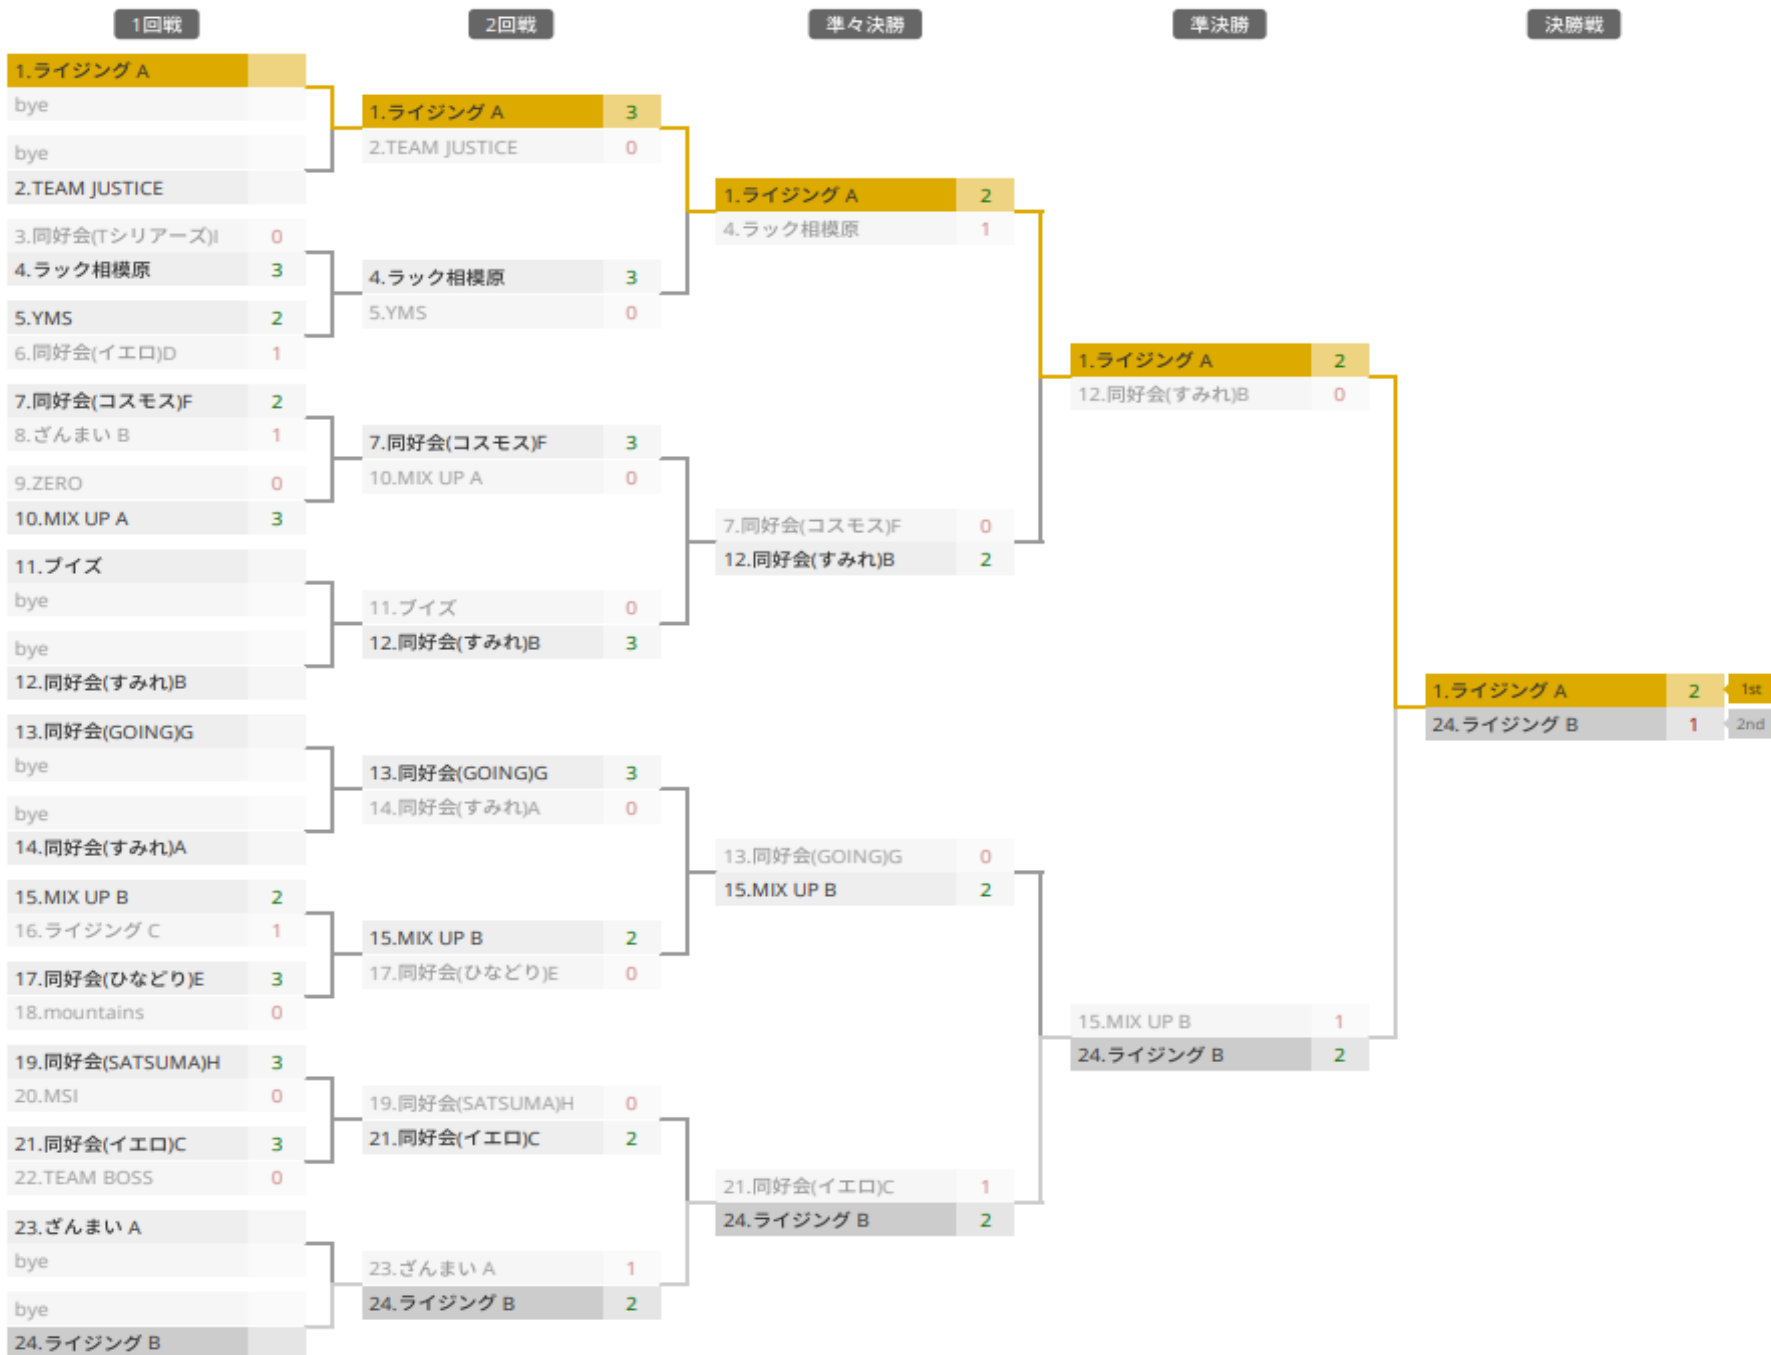 1回戦
2回戦
準々決勝
準決勝
決勝戦
1.ライジング A
bye
bye
2.TEAM JUSTICE
3.同好会(Tシリアーズ)I 0
4.ラック相模原 3
5.YMS 2
6.同好会(イエロ)D 1
7.同好会(コスモス)F 2
8.ざんまい B 1
9.ZERO 0
10.MIX UP A 3
11.ブイズ
bye
bye
12.同好会(すみれ)B
13.同好会(GOING)G
bye
bye
14.同好会(すみれ)A
15.MIX UP B 2
16.ライジング C 1
17.同好会(ひなどり)E 3
18.mountains 0
19.同好会(SATSUMA)H 3
20.MSI 0
21.同好会(イエロ)C 3
22.TEAM BOSS 0
23.ざんまい A
bye
bye
24.ライジング B
1.ライジング A 3
2.TEAM JUSTICE 0
4.ラック相模原 3
5.YMS 0
7.同好会(コスモス)F 3
10.MIX UP A 0
11.ブイズ 0
12.同好会(すみれ)B 3
13.同好会(GOING)G 3
14.同好会(すみれ)A 0
15.MIX UP B 2
17.同好会(ひなどり)E 0
19.同好会(SATSUMA)H 0
21.同好会(イエロ)C 2
23.ざんまい A 1
24.ライジング B 2
1.ライジング A 2
4.ラック相模原 1
7.同好会(コスモス)F 0
12.同好会(すみれ)B 2
13.同好会(GOING)G 0
15.MIX UP B 2
21.同好会(イエロ)C 1
24.ライジング B 2
1.ライジング A 2
12.同好会(すみれ)B 0
15.MIX UP B 1
24.ライジング B 2
1.ライジング A 2 1st
24.ライジング B 1 2nd